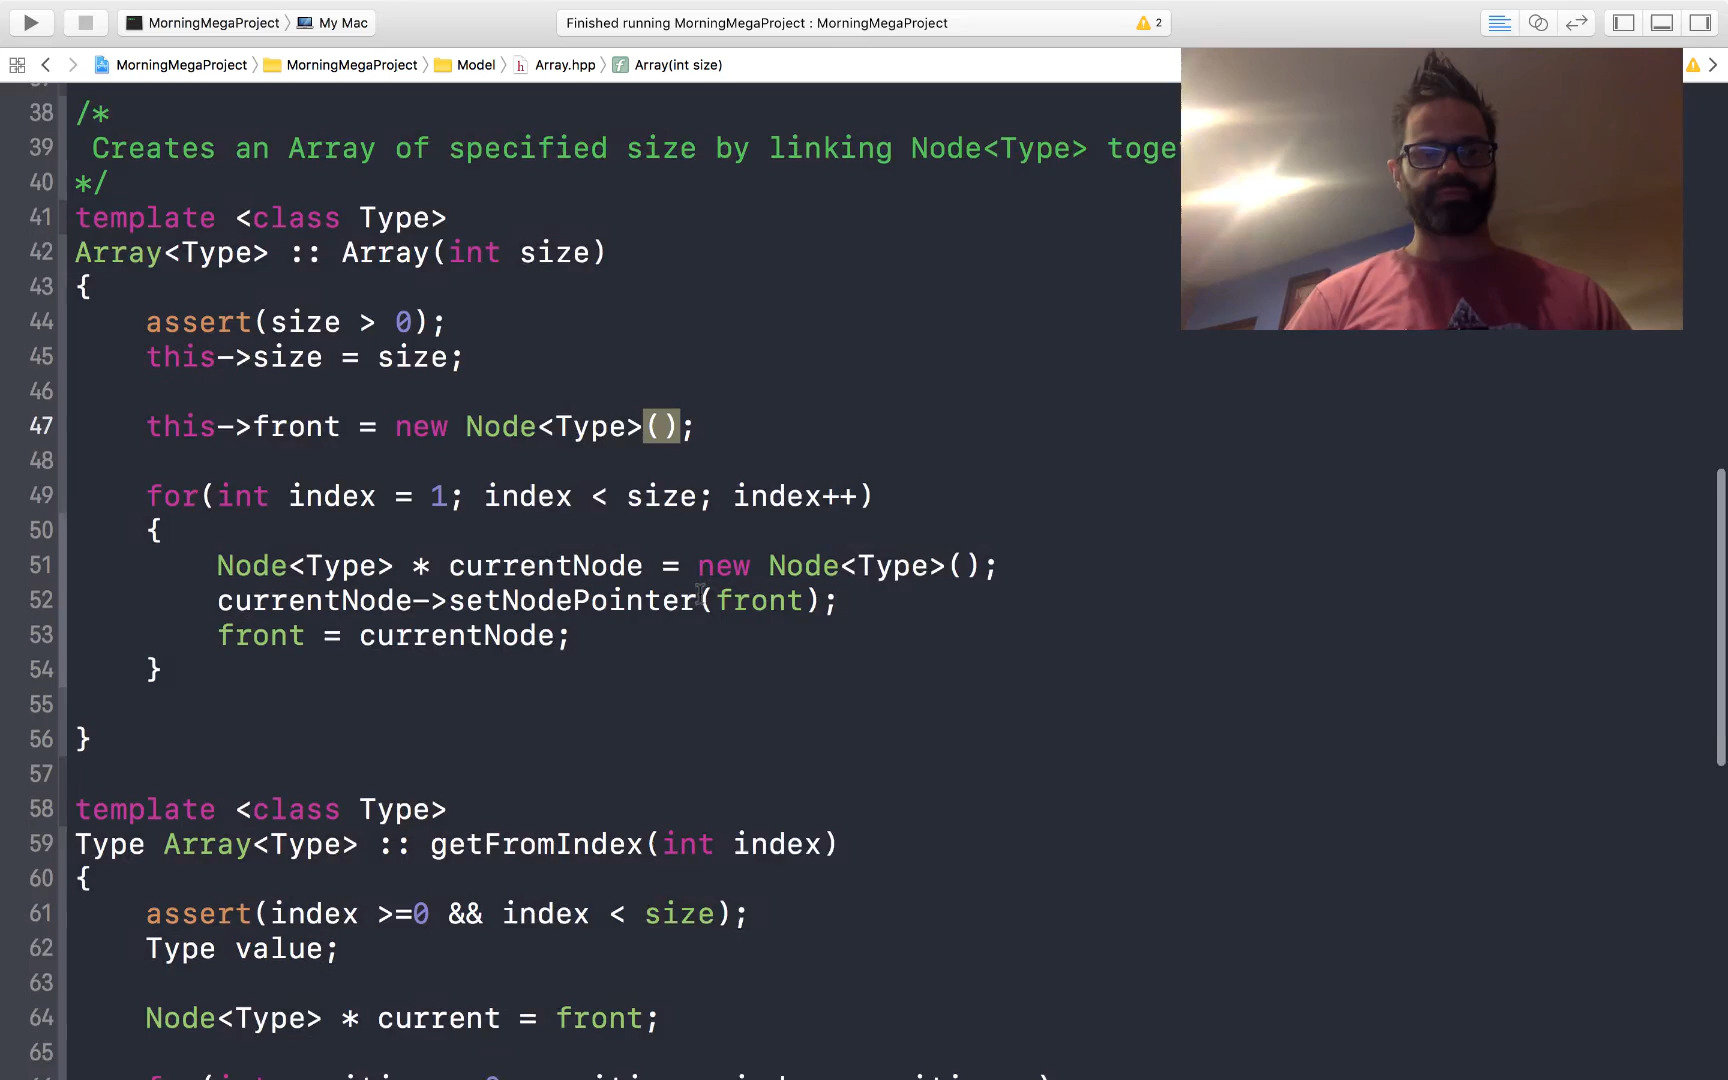 MorningMegaProject My Mac Finished running MorningMegaProject : MorningMegaProject 2
MorningMegaProject MorningMegaProject Model h Array.hpp f Array(int size)
38 /*
39 Creates an Array of specified size by linking Node<Type>
40 */
41 template <class Type>
42 Array<Type> :: Array(int size)
43 {
44 assert(size > 0);
45 this->size = size;
46
47 this->front = new Node<Type>();
48
49 for(int index = 1; index < size; index++)
50 {
51 Node<Type> * currentNode = new Node<Type>();
52 currentNode->setNodePointer(front);
53 front = currentNode;
54 }
55
56 }
57
58 template <class Type>
59 Type Array<Type> :: getFromIndex(int index)
60 {
61 assert(index >=0 && index < size);
62 Type value;
63
64 Node<Type> * current = front;
65